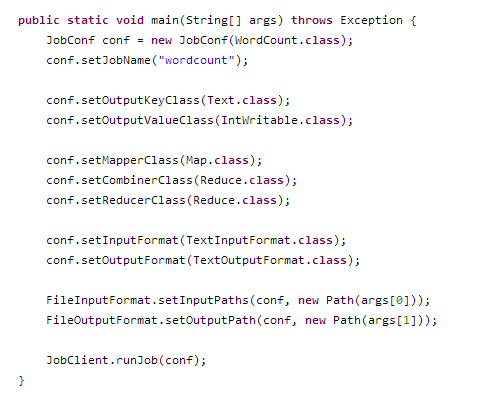 public static void main(String[] args) throws Exception {
    JobConf conf = new JobConf(WordCount.class);
    conf.setJobName("wordcount");

    conf.setOutputKeyClass(Text.class);
    conf.setOutputValueClass(IntWritable.class);

    conf.setMapperClass(Map.class);
    conf.setCombinerClass(Reduce.class);
    conf.setReducerClass(Reduce.class);

    conf.setInputFormat(TextInputFormat.class);
    conf.setOutputFormat(TextOutputFormat.class);

    FileInputFormat.setInputPaths(conf, new Path(args[0]));
    FileOutputFormat.setOutputPath(conf, new Path(args[1]));

    JobClient.runJob(conf);
}